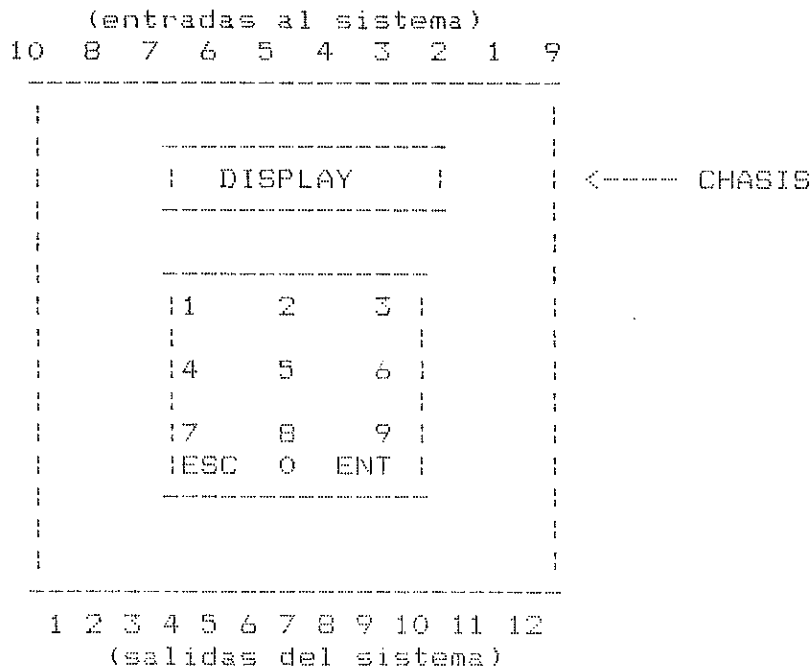 (entradas al sistema)
10 8 7 6 5 4 3 2 1 9
DISPLAY
<----- CHASIS
1 2 3
4 5 6
7 8 9
ESC 0 ENT
1 2 3 4 5 6 7 8 9 10 11 12
(salidas del sistema)